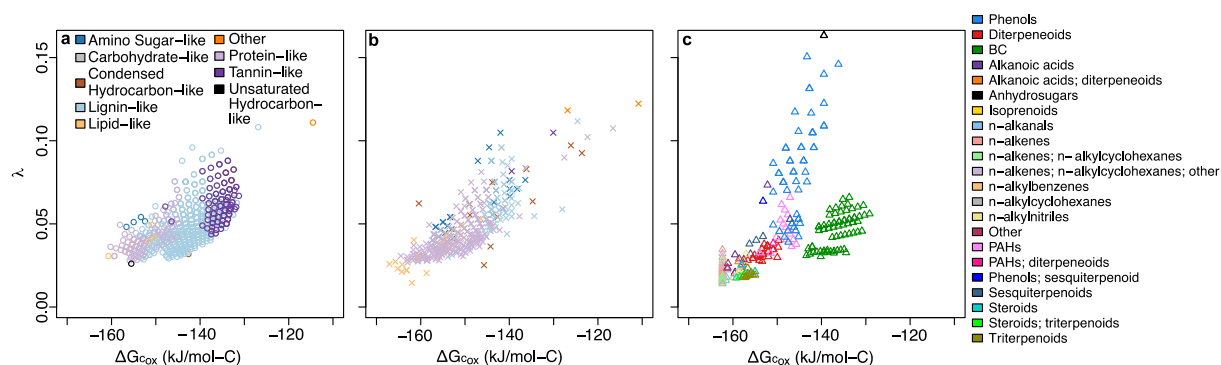 a
Amino Sugar−like
Carbohydrate−like
Condensed
Hydrocarbon−like
Lignin−like
Lipid−like
Other
Protein−like
Tannin−like
Unsaturated
Hydrocarbon−
like
b
c
λ
0.00
0.05
0.10
0.15
−160
−140
−120
ΔGcox (kJ/mol−C)
−160
−140
−120
ΔGcox (kJ/mol−C)
−160
−140
−120
ΔGcox (kJ/mol−C)
Phenols
Diterpeneoids
BC
Alkanoic acids
Alkanoic acids; diterpeneoids
Anhydrosugars
Isoprenoids
n−alkanals
n−alkenes
n−alkenes; n−alkylcyclohexanes
n−alkenes; n−alkylcyclohexanes; other
n−alkylbenzenes
n−alkylcyclohexanes
n−alkylnitriles
Other
PAHs
PAHs; diterpeneoids
Phenols; sesquiterpenoid
Sesquiterpenoids
Steroids
Steroids; triterpenoids
Triterpenoids